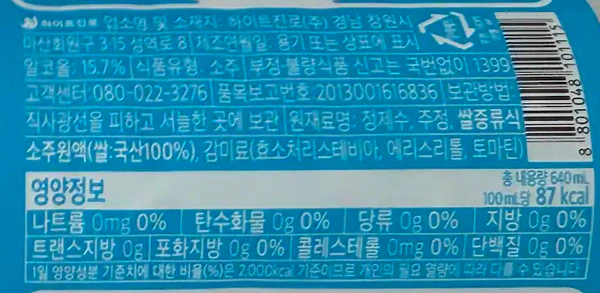 하이트진로 업소명 및 소재지: 하이트진로(주) 경남 창원시
마산회원구 315 성역로 8 제조연월일: 용기 또는 상표에 표시
알코올: 15.7% 식품유형: 소주 부정·불량식품 신고는 국번없이 1399
고객센터:080-022-3276 품목보고번호:2013001616836 보관방법:
직사광선을 피하고 서늘한 곳에 보관 원재료명: 정제수, 주정, 쌀증류식
소주원액(쌀:국산100%), 감미료(효소처리스테비아, 에리스리톨, 토마틴)
8 801048 101115
영양정보
총 내용량 640mL
100mL당 87 kcal
나트륨 0mg 0% 탄수화물 0g 0% 당류 0g 0% 지방 0g 0%
트랜스지방 0g 포화지방 0g 0% 콜레스테롤 0mg 0% 단백질 0g 0%
1일 영양성분 기준치에 대한 비율(%)은 2,000kcal 기준이므로 개인의 필요 열량에 따라 다를 수 있습니다